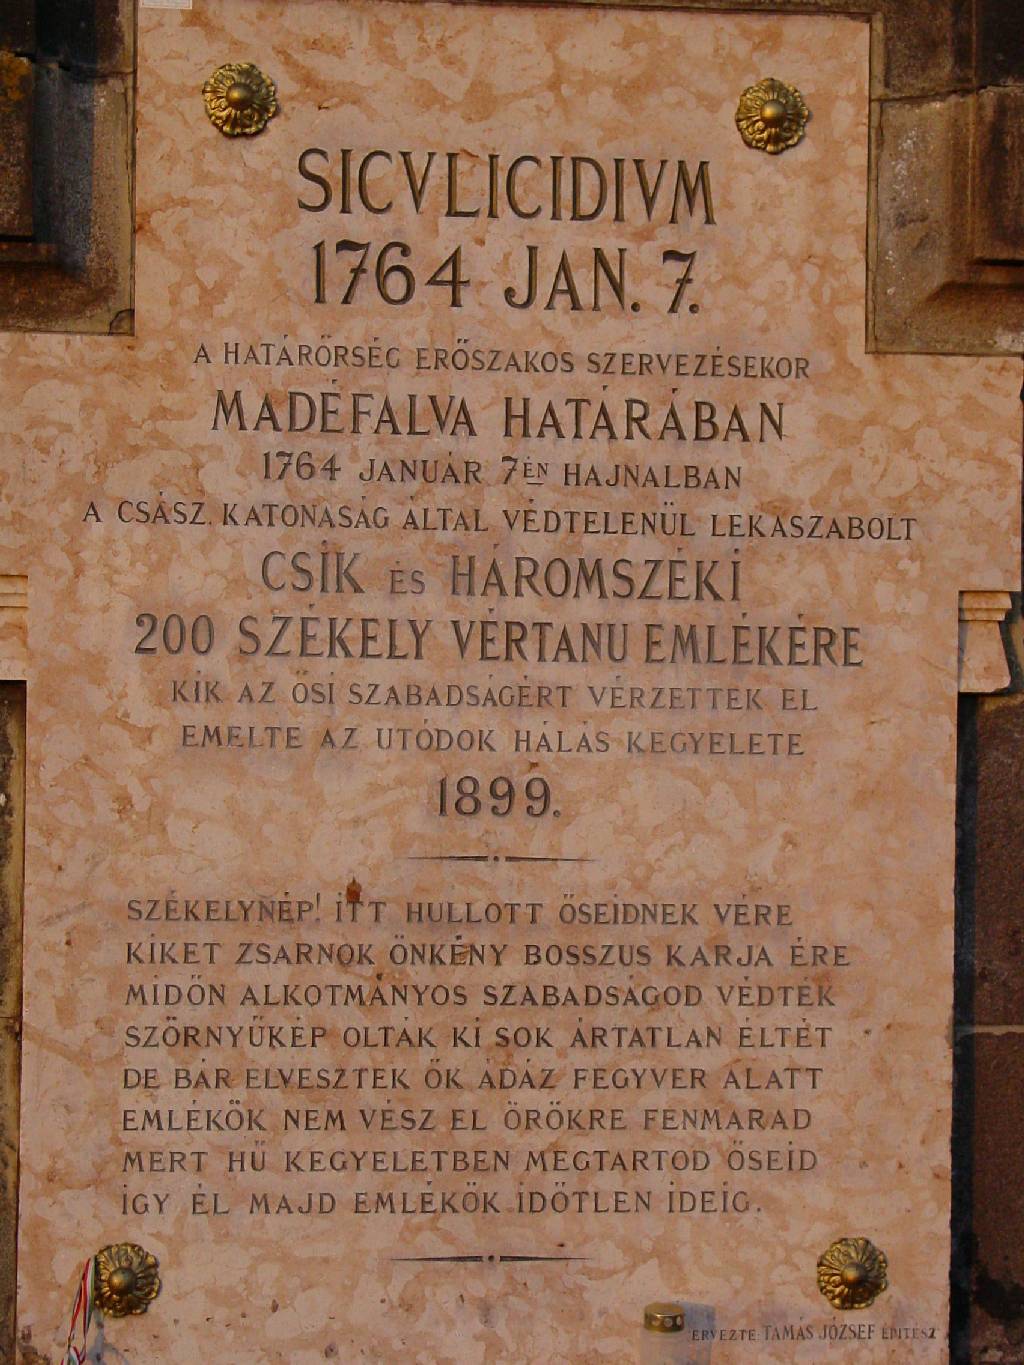 SICVLICIDIVM
1764 JAN. 7.
A HATÁRŐRSÉG ERŐSZAKOS SZERVEZÉSEKOR
MADÉFALVA HATÁRÁBAN
1764 JANUÁR 7ÉN HAJNALBAN
A CSÁSZ. KATONASÁG ÁLTAL VÉDTELENÜL LEKASZABOLT
CSÍK ÉS HÁROMSZÉKI
200 SZÉKELY VÉRTANU EMLÉKÉRE
KIK AZ ŐSI SZABADSÁGÉRT VÉRZETTEK EL
EMELTE AZ UTÓDOK HÁLÁS KEGYELETE
1899.
SZÉKELYNÉP! ITT HULLOTT ŐSEIDNEK VÉRE
KIKET ZSARNOK ÖNKÉNY BOSSZUS KARJA ÉRE
MIDŐN ALKOTMÁNYOS SZABADSÁGOD VÉDTÉK
SZÖRNYŰKÉP OLTÁK KI SOK ÁRTATLAN ÉLTÉT
DE BÁR ELVESZTEK ŐK ÁDÁZ FEGYVER ALATT
EMLÉKÖK NEM VÉSZ EL ÖRÖKRE FENMARAD
MERT HŰ KEGYELETBEN MEGTARTOD ŐSEID
ÍGY ÉL MAJD EMLÉKÖK IDŐTLEN IDEIG.
TERVEZTE: TAMÁS JÓZSEF ÉPITÉSZ